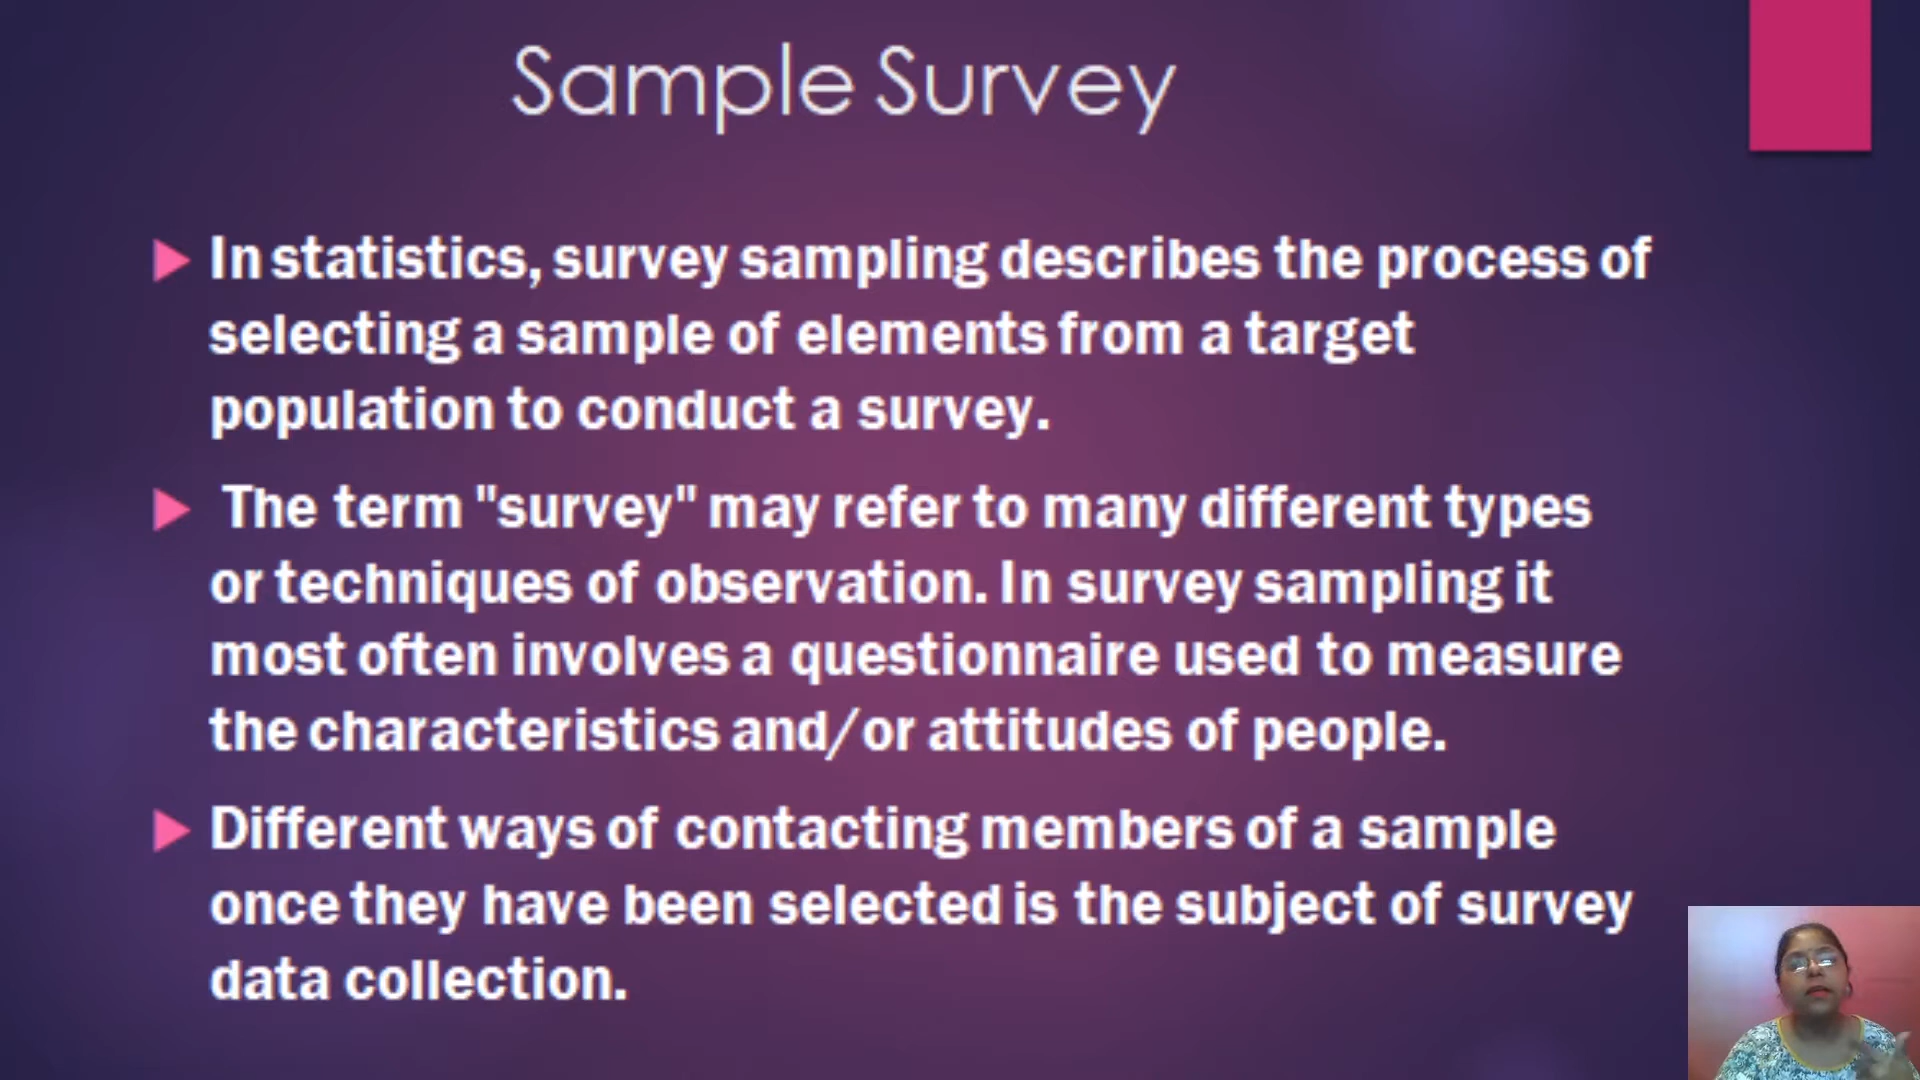 Sample Survey
In statistics, survey sampling describes the process of
selecting a sample of elements from a target
population to conduct a survey.
The term "survey" may refer to many different types
or techniques of observation. In survey sampling it
most often involves a questionnaire used to measure
the characteristics and/or attitudes of people.
Different ways of contacting members of a sample
once they have been selected is the subject of survey
data collection.